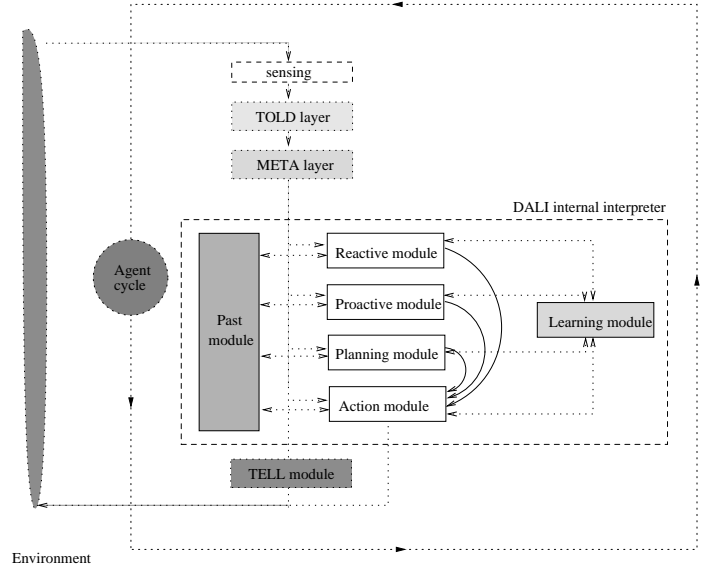 sensing
TOLD layer
META layer
DALI internal interpreter
Reactive module
Agent
cycle
Proactive module
Past
module
Learning module
Planning module
Action module
TELL module
Environment